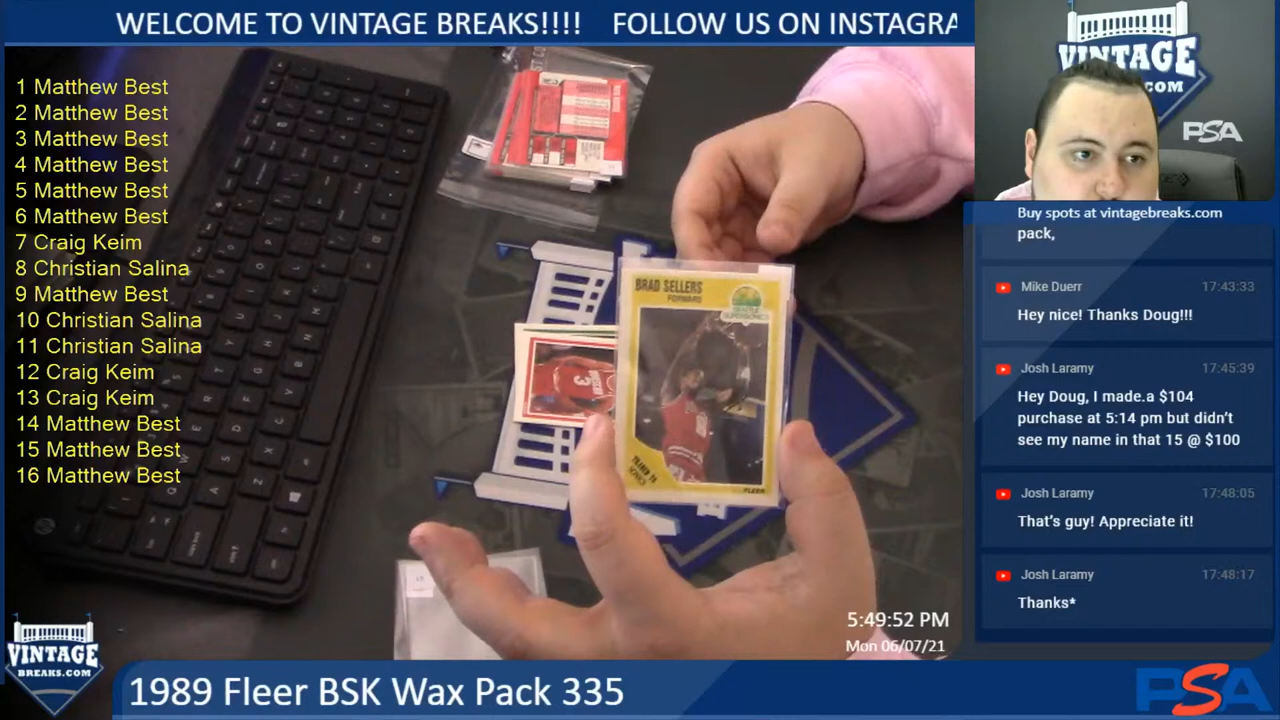 WELCOME TO VINTAGE BREAKS!!!! FOLLOW US ON INSTAGRA
1 Matthew Best
2 Matthew Best
3 Matthew Best
4 Matthew Best
5 Matthew Best
6 Matthew Best
7 Craig Keim
8 Christian Salina
9 Matthew Best
10 Christian Salina
11 Christian Salina
12 Craig Keim
13 Craig Keim
14 Matthew Best
15 Matthew Best
16 Matthew Best
BRAD SELLERS
FORWARD
SEATTLE
SUPERSONICS
FLEER
3
VINTAGE
.COM
PSA
Buy spots at vintagebreaks.com
pack,
Mike Duerr 17:43:33
Hey nice! Thanks Doug!!!
Josh Laramy 17:45:39
Hey Doug, I made.a $104
purchase at 5:14 pm but didn't
see my name in that 15 @ $100
Josh Laramy 17:48:05
That's guy! Appreciate it!
Josh Laramy 17:48:17
Thanks*
5:49:52 PM
Mon 06/07/21
VINTAGE
BREAKS.COM
1989 Fleer BSK Wax Pack 335
PSA